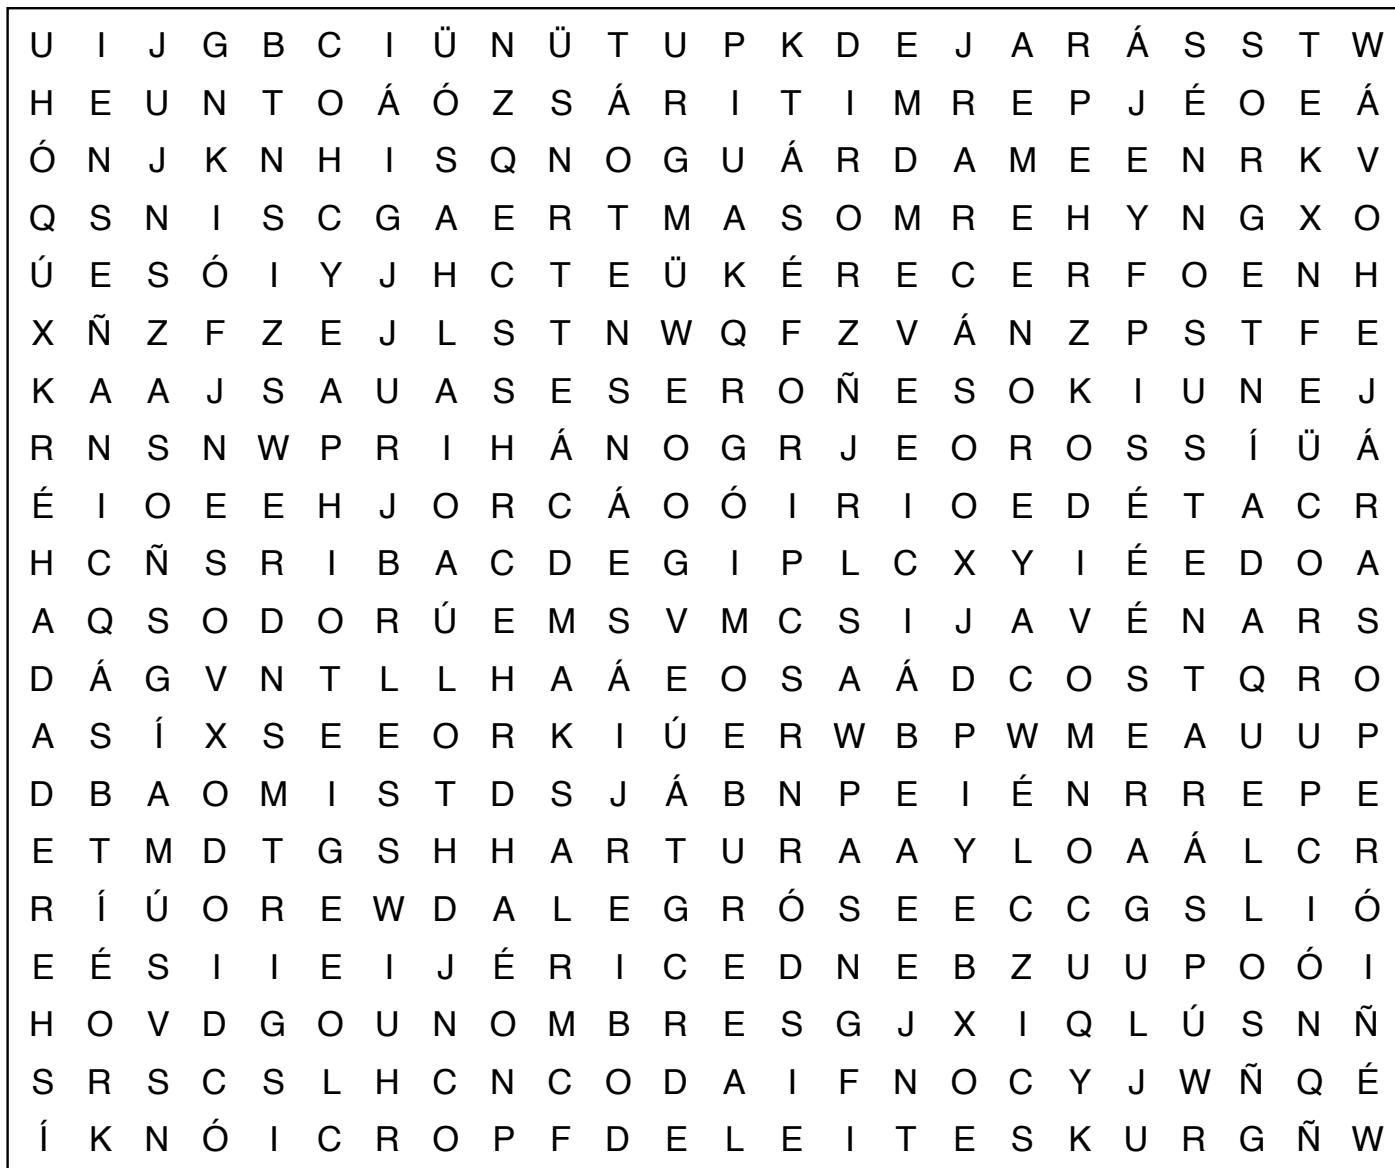 U I J G B C I Ü N Ü T U P K D E J A R Á S S T W
H E U N T O Á Ó Z S Á R I T I M R E P J É O E Á
Ó N J K N H I S Q N O G U Á R D A M E E N R K V
Q S N I S C G A E R T M A S O M R E H Y N G X O
Ú E S Ó I Y J H C T E Ü K É R E C E R F O E N H
X Ñ Z F Z E J L S T N W Q F Z V Á N Z P S T F E
K A A J S A U A S E S E R O Ñ E S O K I U N E J
R N S N W P R I H Á N O G R J E O R O S S Í Ü Á
É I O E E H J O R C Á O Ó I R I O E D É T A C R
H C Ñ S R I B A C D E G I P L C X Y I É E D O A
A Q S O D O R Ú E M S V M C S I J A V É N A R S
D Á G V N T L L H A Á E O S A Á D C O S T Q R O
A S Í X S E E O R K I Ú E R W B P W M E A U U P
D B A O M I S T D S J Á B N P E I É N R R E P E
E T M D T G S H H A R T U R A A Y L O A Á L C R
R Í Ú O R E W D A L E G R Ó S E E C C G S L I Ó
E É S I I E I J É R I C E D N E B Z U U P O Ó I
H O V D G O U N O M B R E S G J X I Q L Ú S N Ñ
S R S C S L H C N C O D A I F N O C Y J W Ñ Q É
Í K N Ó I C R O P F D E L E I T E S K U R G Ñ W